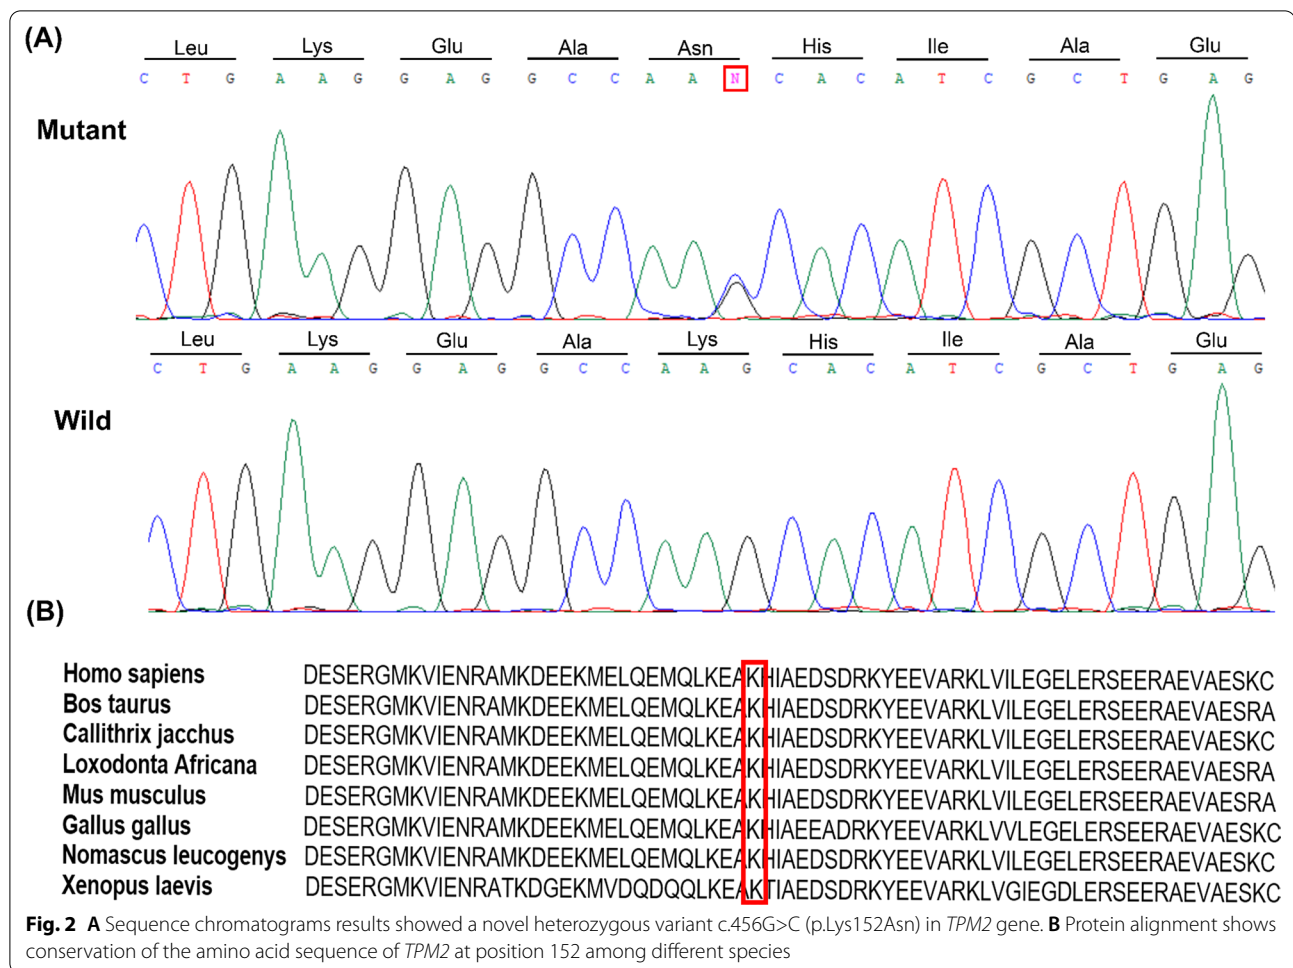 (A)
Leu Lys Glu Ala Asn His Ile Ala Glu
C T G A A G G A G G C C A A N C A C A T C G C T G A G
Mutant
Leu Lys Glu Ala Lys His Ile Ala Glu
C T G A A G G A G G C C A A G C A C A T C G C T G A G
Wild
(B)
Homo sapiens DESERGMKVIENRAMKDEEKMELQEMQLKEAKHIAEDSDRKYEEVARKLVILEGELERSEERAEVAESKC
Bos taurus DESERGMKVIENRAMKDEEKMELQEMQLKEAKHIAEDSDRKYEEVARKLVILEGELERSEERAEVAESRA
Callithrix jacchus DESERGMKVIENRAMKDEEKMELQEMQLKEAKHIAEDSDRKYEEVARKLVILEGELERSEERAEVAESKC
Loxodonta Africana DESERGMKVIENRAMKDEEKMELQEMQLKEAKHIAEDSDRKYEEVARKLVILEGELERSEERAEVAESRA
Mus musculus DESERGMKVIENRAMKDEEKMELQEMQLKEAKHIAEDSDRKYEEVARKLVILEGELERSEERAEVAESRA
Gallus gallus DESERGMKVIENRAMKDEEKMELQEMQLKEAKHIAEEADRKYEEVARKLVVLEGELERSEERAEVAESKC
Nomascus leucogenys DESERGMKVIENRAMKDEEKMELQEMQLKEAKHIAEDSDRKYEEVARKLVILEGELERSEERAEVAESKC
Xenopus laevis DESERGMKVIENRATKDGEKMVDQDQQLKEAKTIAEDSDRKYEEVARKLVGIEGDLERSEERAEVAESKC
Fig. 2 A Sequence chromatograms results showed a novel heterozygous variant c.456G>C (p.Lys152Asn) in TPM2 gene. B Protein alignment shows
conservation of the amino acid sequence of TPM2 at position 152 among different species